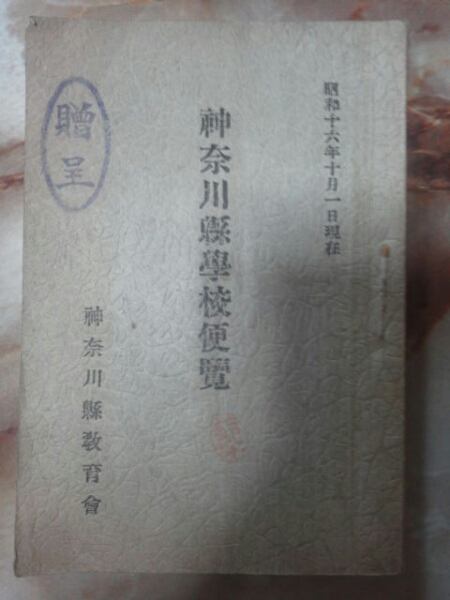 昭和十六年十月一日現在
神奈川縣學校便覽
神奈川縣教育會
贈呈